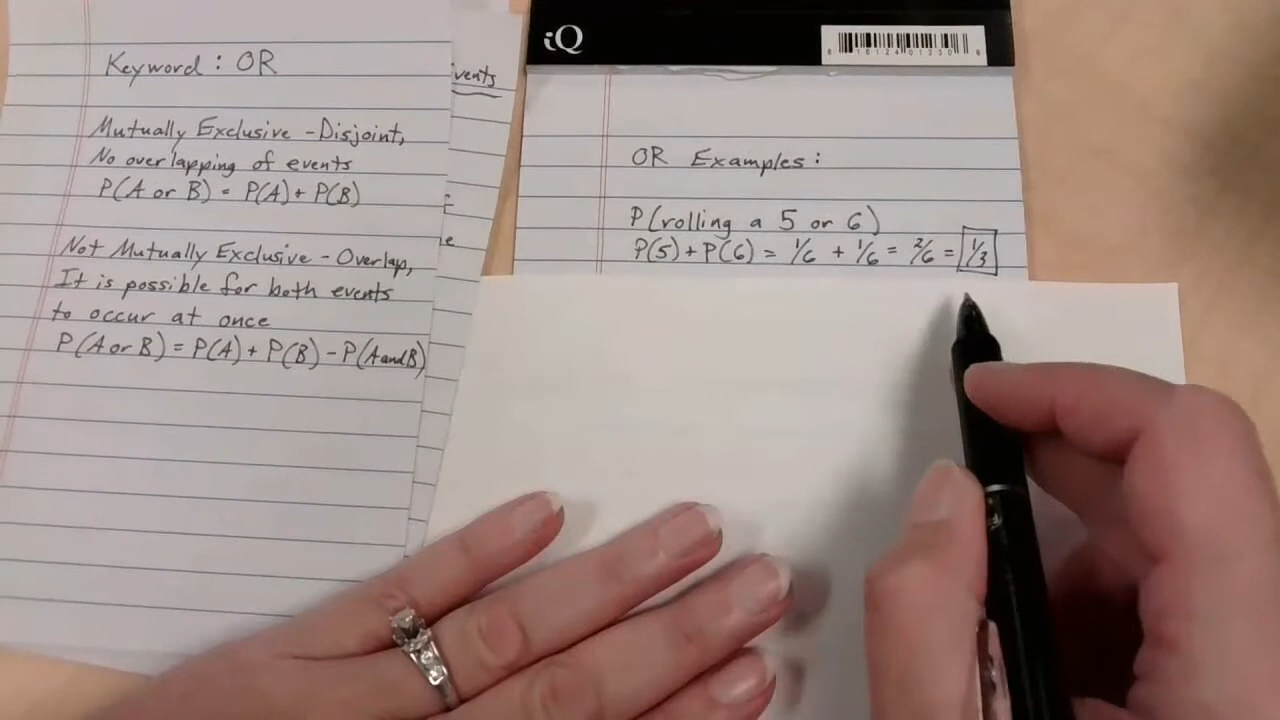 Keyword : OR
Mutually Exclusive - Disjoint,
No overlapping of events
P(A or B) = P(A) + P(B)
Not Mutually Exclusive - Overlap,
It is possible for both events
to occur at once
P(A or B) = P(A) + P(B) - P(A and B)
vents
iQ
OR Examples :
P(rolling a 5 or 6)
P(5) + P(6) = 1/6 + 1/6 = 2/6 = 1/3